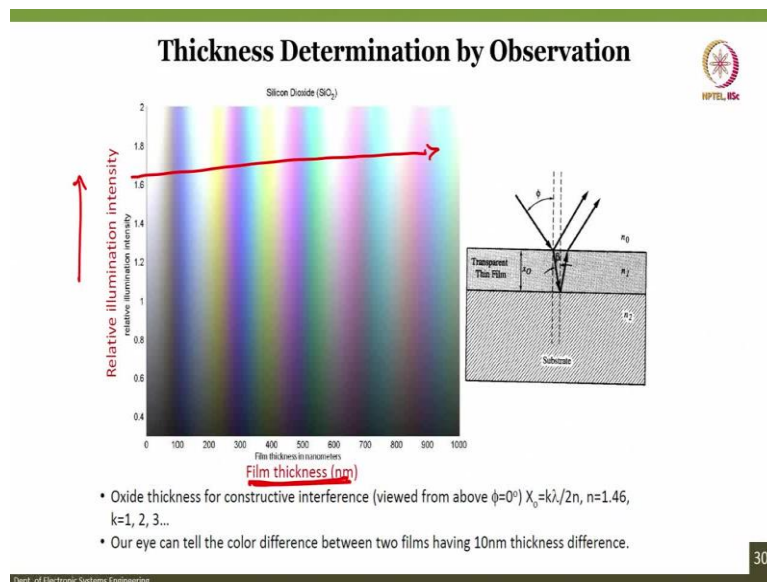 Thickness Determination by Observation
NPTEL, IISc
Silicon Dioxide (SiO₂)
Relative illumination intensity
relative illumination intensity
2
1.8
1.6
1.4
1.2
1
0.8
0.6
0.4
0 100 200 300 400 500 600 700 800 900 1000
Film thickness in nanometers
Film thickness (nm)
ϕ
n₀
Transparent
Thin Film
x₀
n₁
n₂
Substrate
• Oxide thickness for constructive interference (viewed from above ϕ=0°) X₀=kλ/2n, n=1.46,
k=1, 2, 3...
• Our eye can tell the color difference between two films having 10nm thickness difference.
30
Dept. of Electronic Systems Engineering